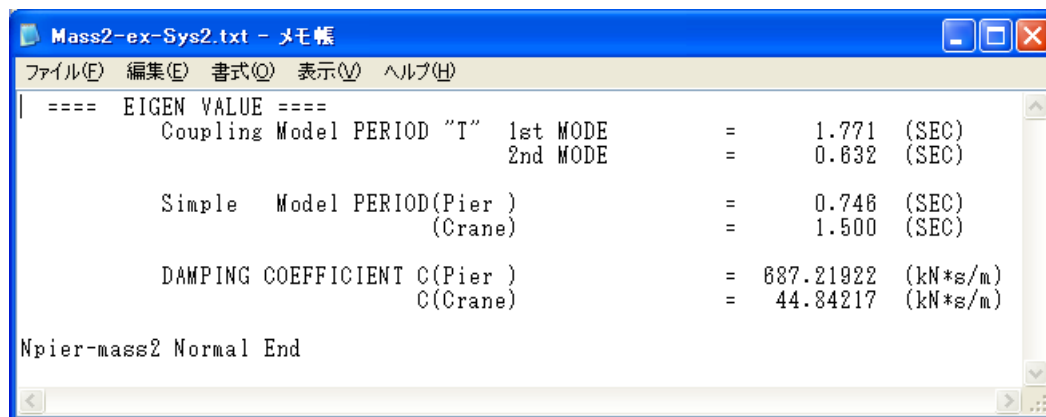 Mass2-ex-Sys2.txt - メモ帳
ファイル(F) 編集(E) 書式(O) 表示(V) ヘルプ(H)
==== EIGEN VALUE ====
Coupling Model PERIOD "T" 1st MODE = 1.771 (SEC)
2nd MODE = 0.632 (SEC)
Simple Model PERIOD(Pier ) = 0.746 (SEC)
(Crane) = 1.500 (SEC)
DAMPING COEFFICIENT C(Pier ) = 687.21922 (kN*s/m)
C(Crane) = 44.84217 (kN*s/m)
Npier-mass2 Normal End